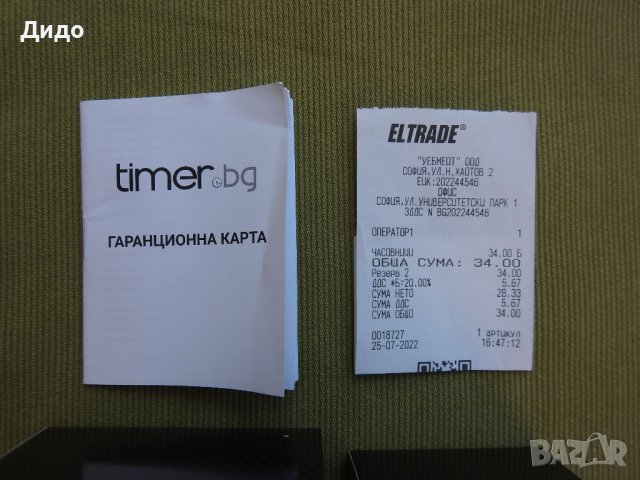 Дидо
timer.bg
ГАРАНЦИОННА КАРТА
ELTRADE®
"УЕБМЕЙТ" ООД
СОФИЯ,УЛ.Н.ХАЙТОВ 2
ЕИК:202244546
ОФИС
СОФИЯ,УЛ.УНИВЕРСИТЕТСКИ ПАРК 1
ЗДДС N BG202244546
ОПЕРАТОР1 1
ЧАСОВНИЦИ 34.00 Б
ОБЩА СУМА: 34.00
Резерв 2 34.00
ДДС *Б=20.00% 5.67
СУМА НЕТО 28.33
СУМА ДДС 5.67
СУМА ОБЩО 34.00
0018727 1 артикул
25-07-2022 16:47:12
BAZAR